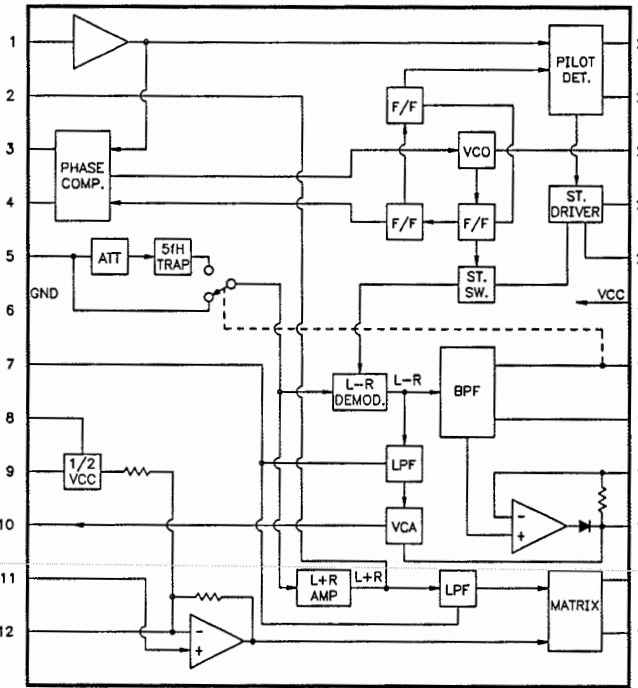 1
PILOT
DET.
2
F/F
3
PHASE
COMP.
VCO
4
F/F
F/F
ST.
DRIVER
5
ATT
5fH
TRAP
ST.
SW.
GND
VCC
6
7
L-R
DEMOD.
L-R
BPF
8
1/2
VCC
9
LPF
10
VCA
-
+
11
L+R
AMP
L+R
LPF
MATRIX
12
-
+